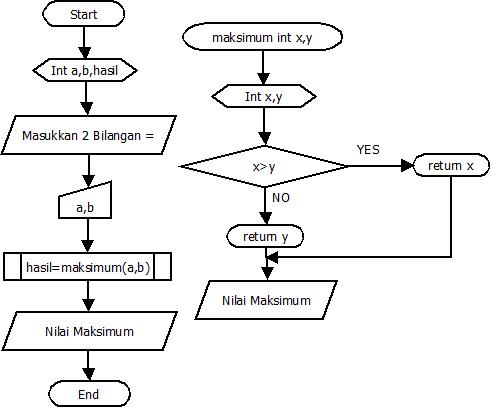 Start
Int a,b,hasil
Masukkan 2 Bilangan =
a,b
hasil=maksimum(a,b)
Nilai Maksimum
End
maksimum int x,y
Int x,y
x>y
YES
return x
NO
return y
Nilai Maksimum